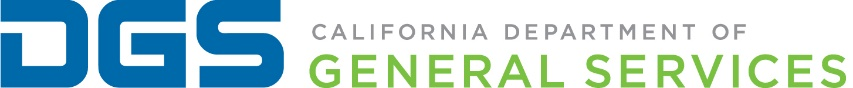 DGS
CALIFORNIA DEPARTMENT OF
GENERAL SERVICES